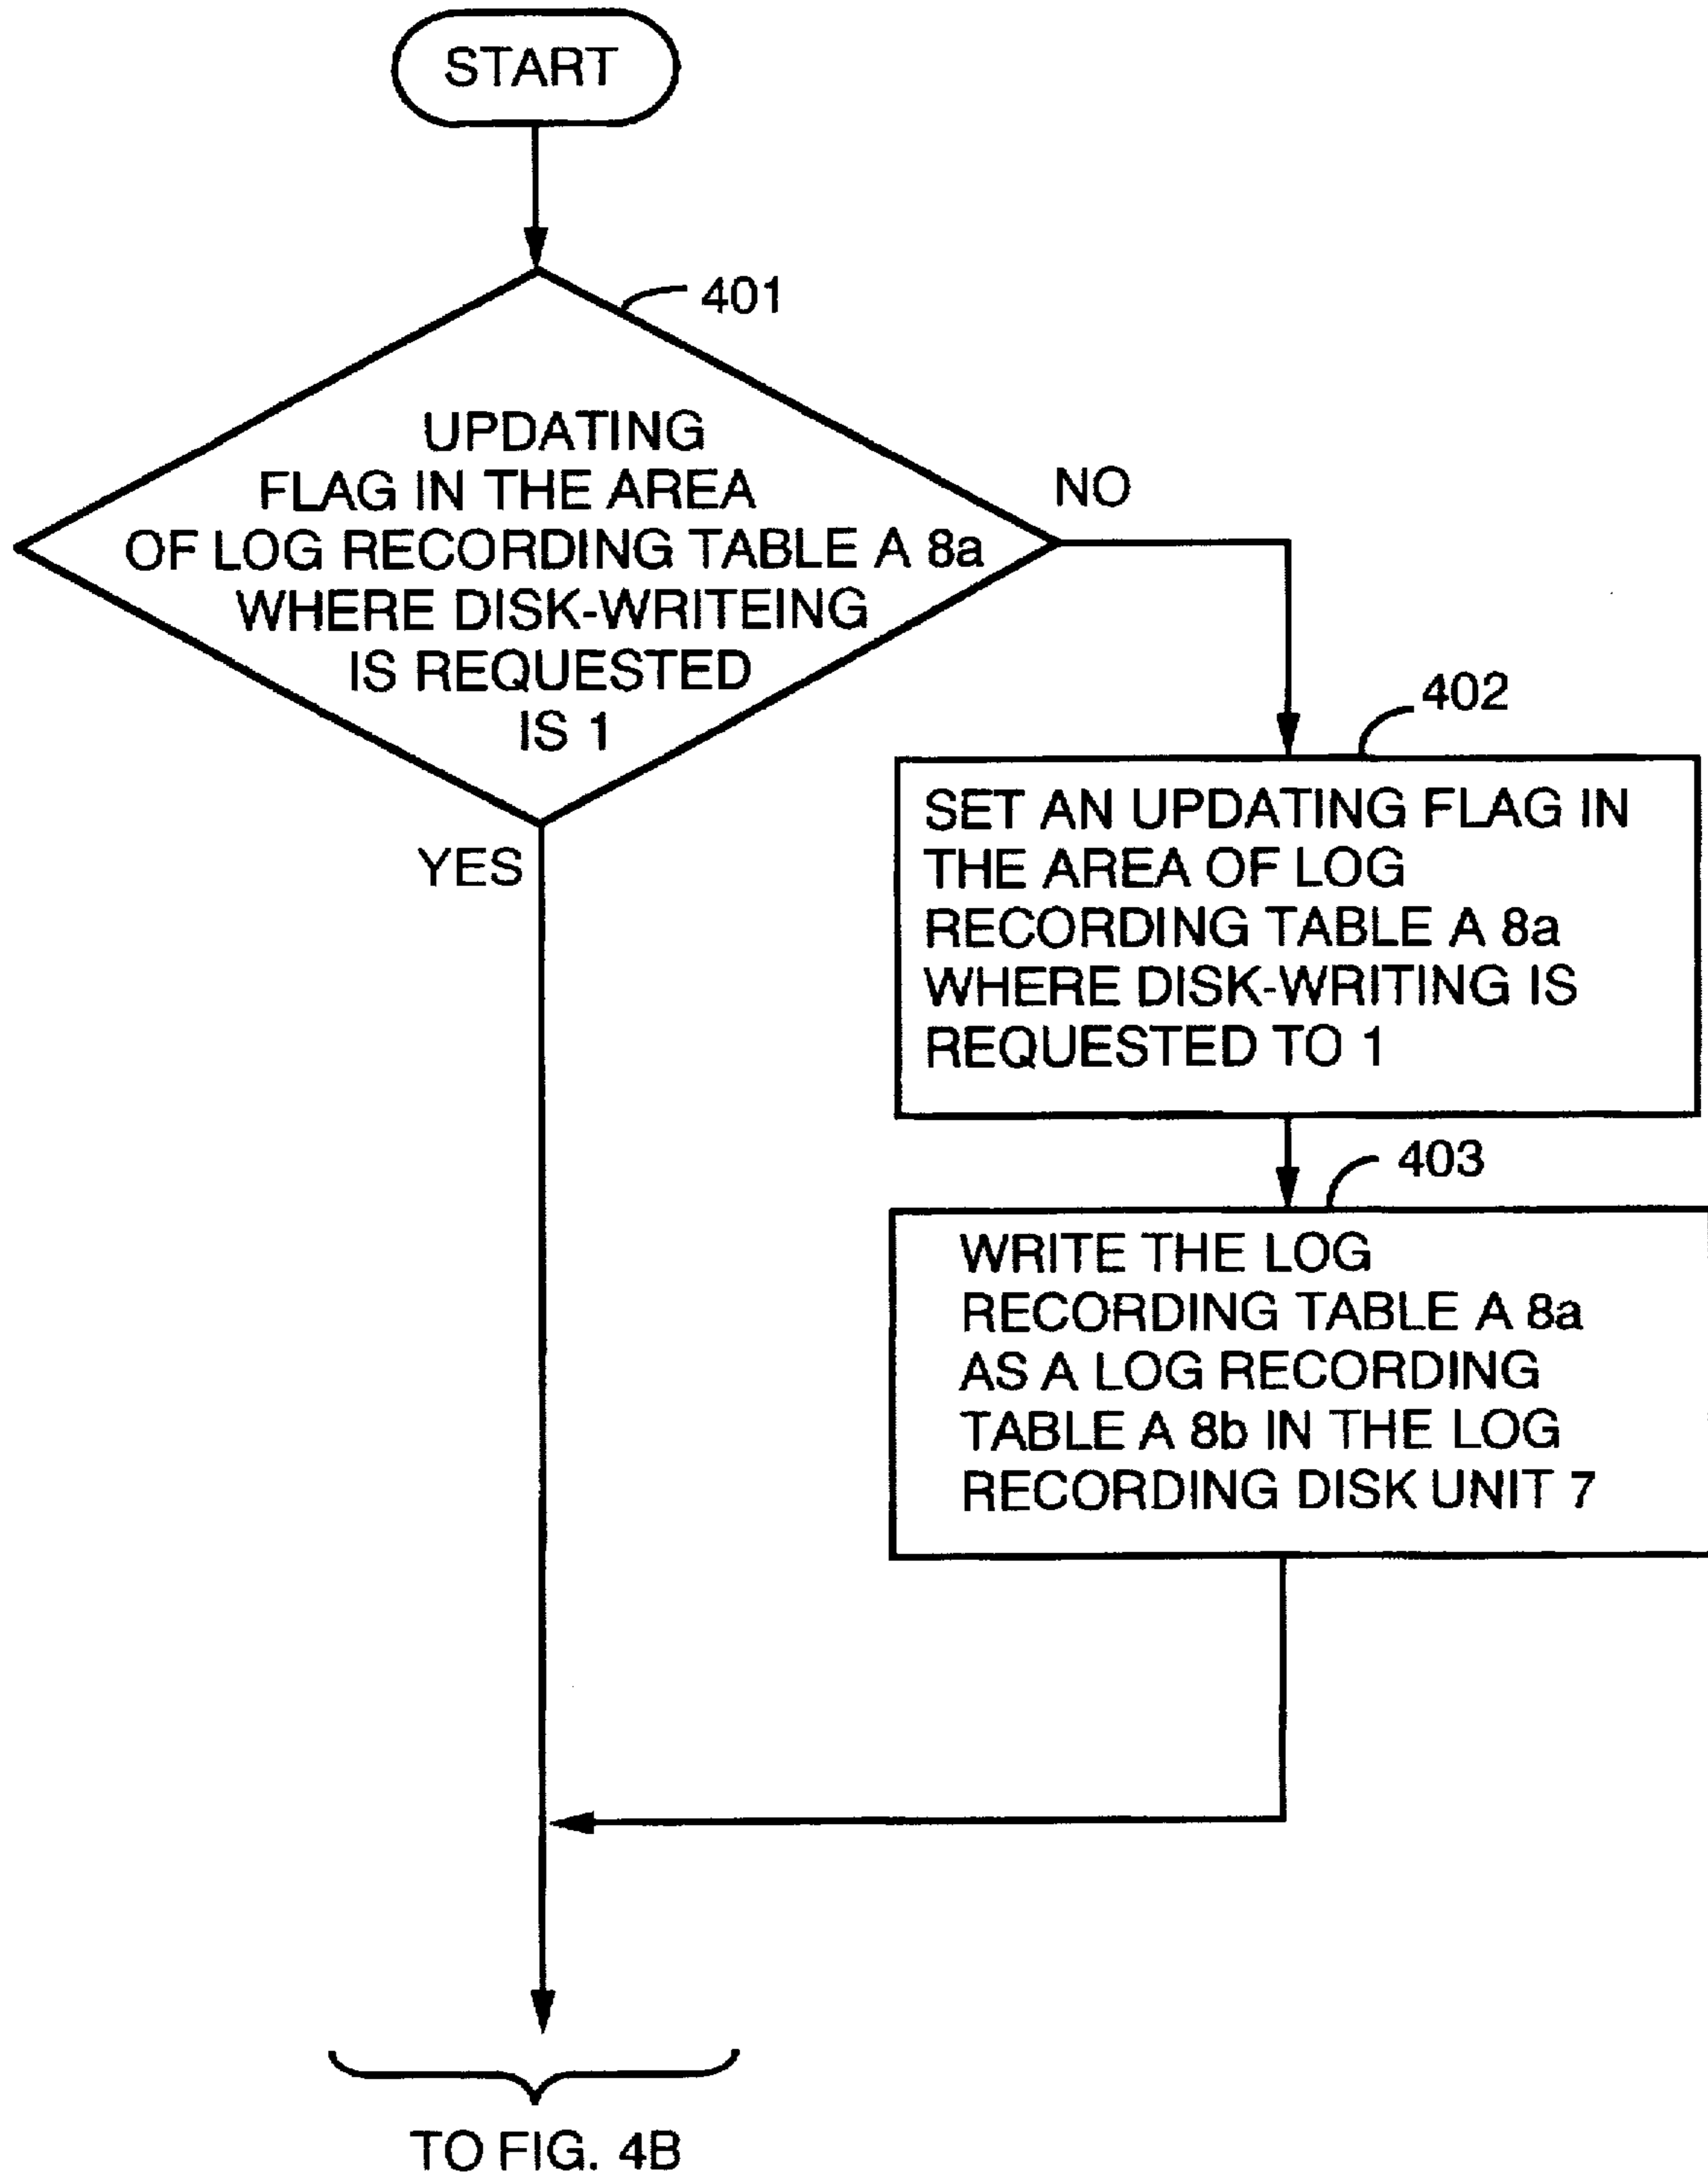 START
401
UPDATING
FLAG IN THE AREA
OF LOG RECORDING TABLE A 8a
WHERE DISK-WRITEING
IS REQUESTED
IS 1
NO
YES
402
SET AN UPDATING FLAG IN
THE AREA OF LOG
RECORDING TABLE A 8a
WHERE DISK-WRITING IS
REQUESTED TO 1
403
WRITE THE LOG
RECORDING TABLE A 8a
AS A LOG RECORDING
TABLE A 8b IN THE LOG
RECORDING DISK UNIT 7
TO FIG. 4B